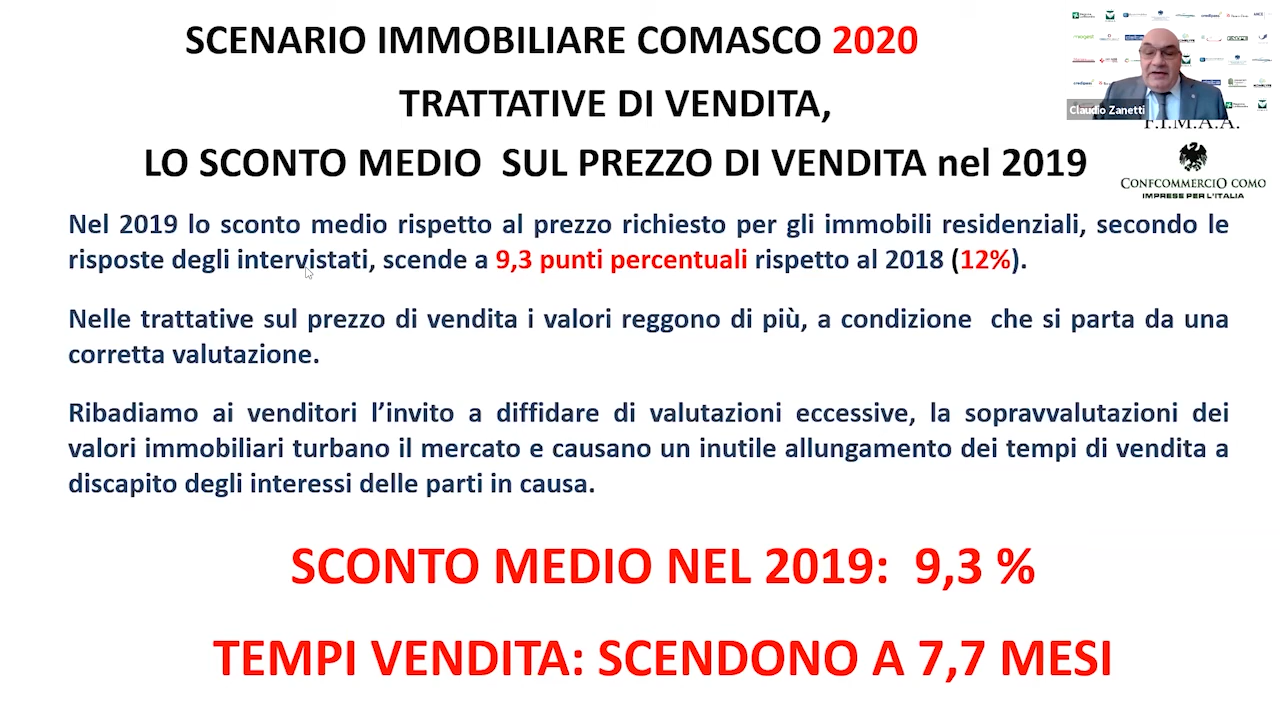 SCENARIO IMMOBILIARE COMASCO 2020
TRATTATIVE DI VENDITA,
LO SCONTO MEDIO SUL PREZZO DI VENDITA nel 2019
Claudio Zanetti
F.I.M.A.A.
CONFCOMMERCIO COMO
IMPRESE PER L'ITALIA
Nel 2019 lo sconto medio rispetto al prezzo richiesto per gli immobili residenziali, secondo le
risposte degli intervistati, scende a 9,3 punti percentuali rispetto al 2018 (12%).
Nelle trattative sul prezzo di vendita i valori reggono di più, a condizione che si parta da una
corretta valutazione.
Ribadiamo ai venditori l’invito a diffidare di valutazioni eccessive, la sopravvalutazioni dei
valori immobiliari turbano il mercato e causano un inutile allungamento dei tempi di vendita a
discapito degli interessi delle parti in causa.
SCONTO MEDIO NEL 2019: 9,3 %
TEMPI VENDITA: SCENDONO A 7,7 MESI